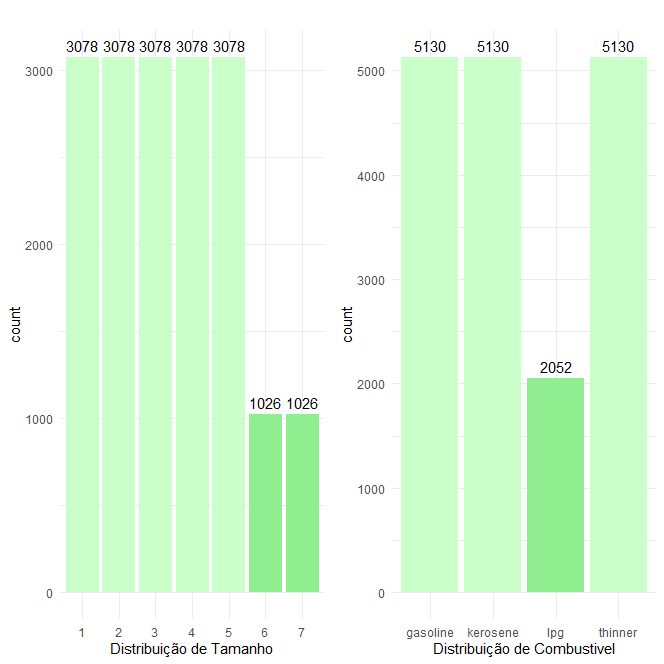 3078 3078 3078 3078 3078
1026 1026
3000
2000
1000
0
count
1 2 3 4 5 6 7
Distribuição de Tamanho
5130 5130 5130
2052
5000
4000
3000
2000
1000
0
count
gasoline kerosene lpg thinner
Distribuição de Combustivel